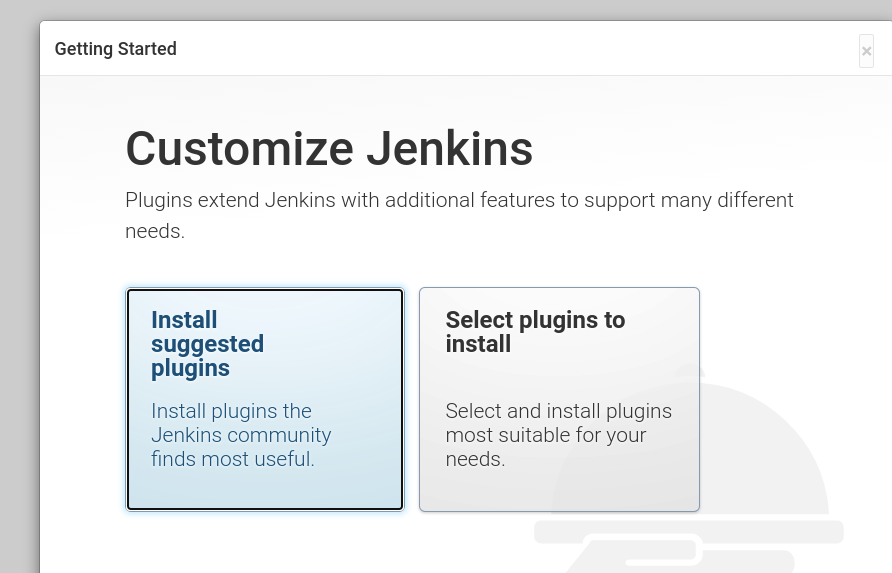 Getting Started
×
Customize Jenkins
Plugins extend Jenkins with additional features to support many different
needs.
Install
suggested
plugins
Install plugins the
Jenkins community
finds most useful.
Select plugins to
install
Select and install plugins
most suitable for your
needs.